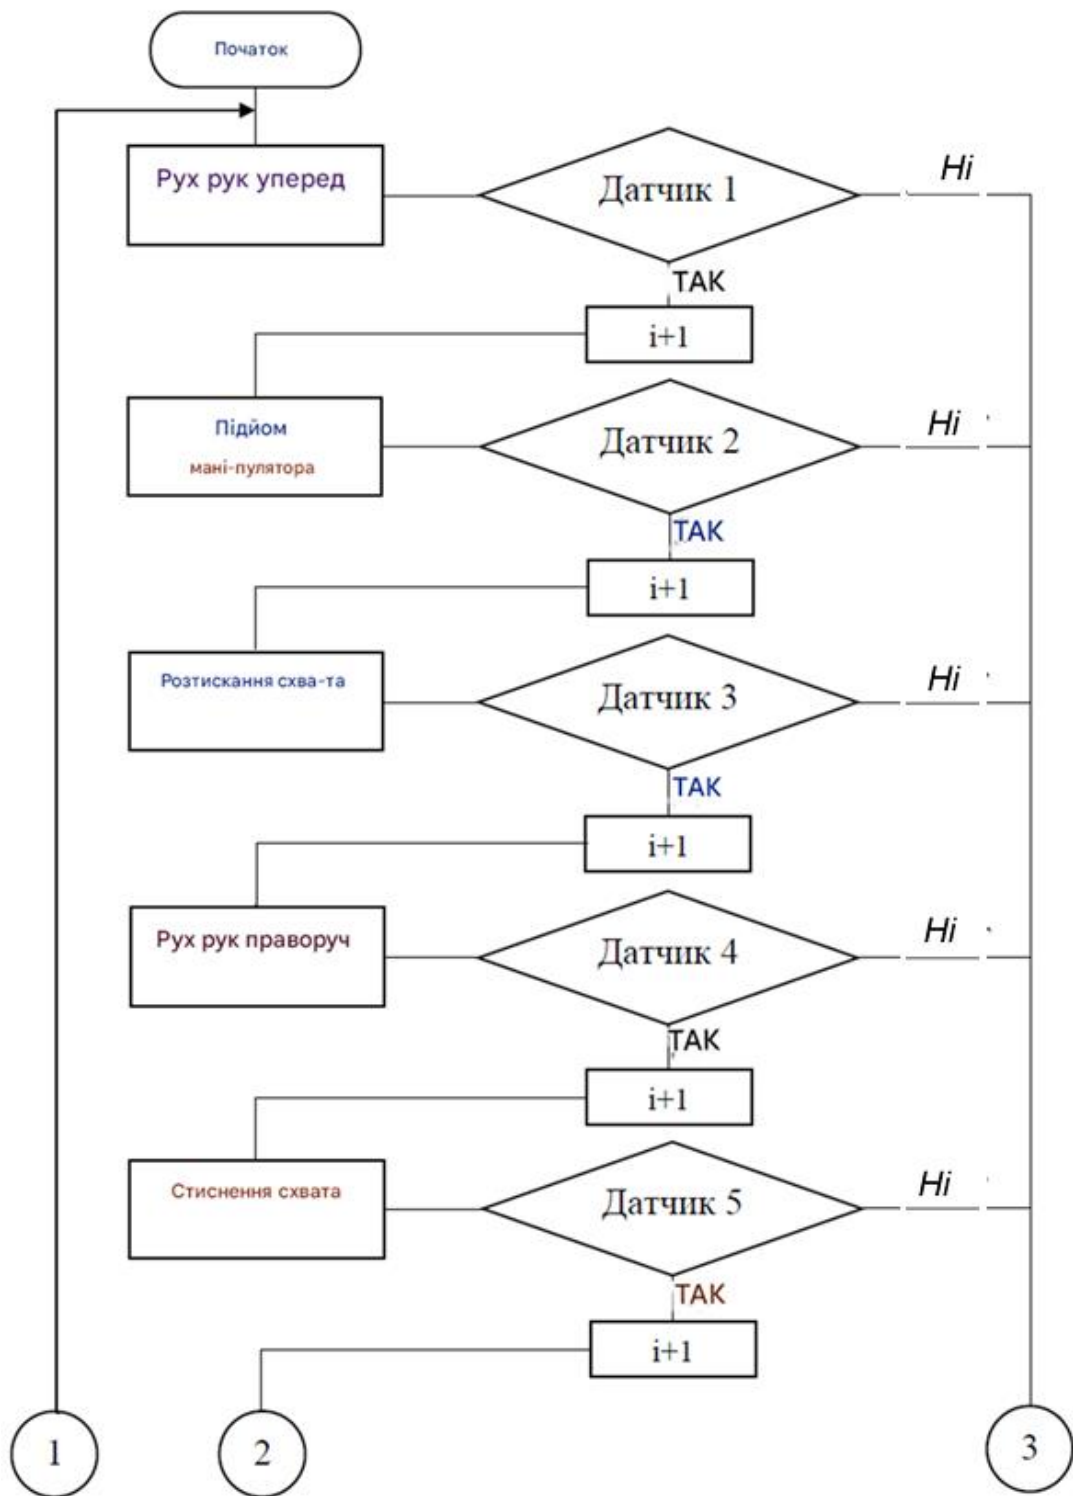 Початок
Рух рук уперед
Датчик 1
Ні
ТАК
i+1
Підйом
мані-пулятора
Датчик 2
Ні
ТАК
i+1
Розтискання схва-та
Датчик 3
Ні
ТАК
i+1
Рух рук праворуч
Датчик 4
Ні
ТАК
i+1
Стиснення схвата
Датчик 5
Ні
ТАК
i+1
1
2
3